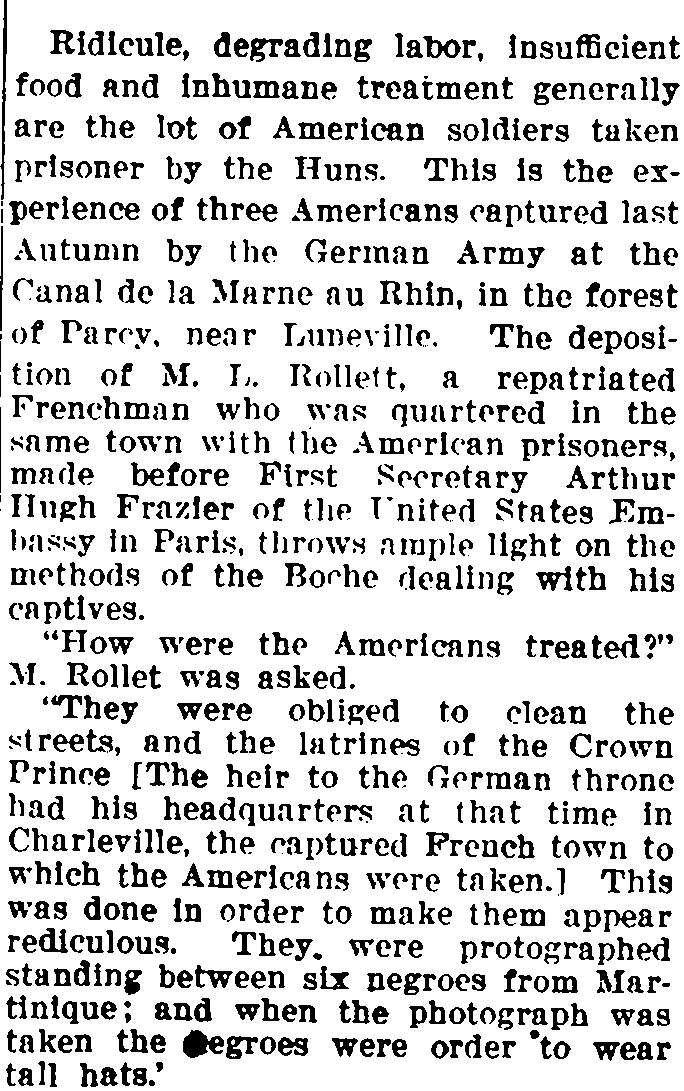 Ridicule, degrading labor, insufficient
food and inhumane treatment generally
are the lot of American soldiers taken
prisoner by the Huns. This is the ex-
perience of three Americans captured last
Autumn by the German Army at the
Canal de la Marne au Rhin, in the forest
of Parcy, near Luneville. The deposi-
tion of M. L. Rollett, a repatriated
Frenchman who was quartered in the
same town with the American prisoners,
made before First Secretary Arthur
Hugh Frazier of the United States Em-
bassy in Paris, throws ample light on the
methods of the Boche dealing with his
captives.
"How were the Americans treated?"
M. Rollet was asked.
"They were obliged to clean the
streets, and the latrines of the Crown
Prince [The heir to the German throne
had his headquarters at that time in
Charleville, the captured French town to
which the Americans were taken.] This
was done in order to make them appear
rediculous. They. were protographed
standing between six negroes from Mar-
tinique; and when the photograph was
taken the negroes were order to wear
tall hats.'